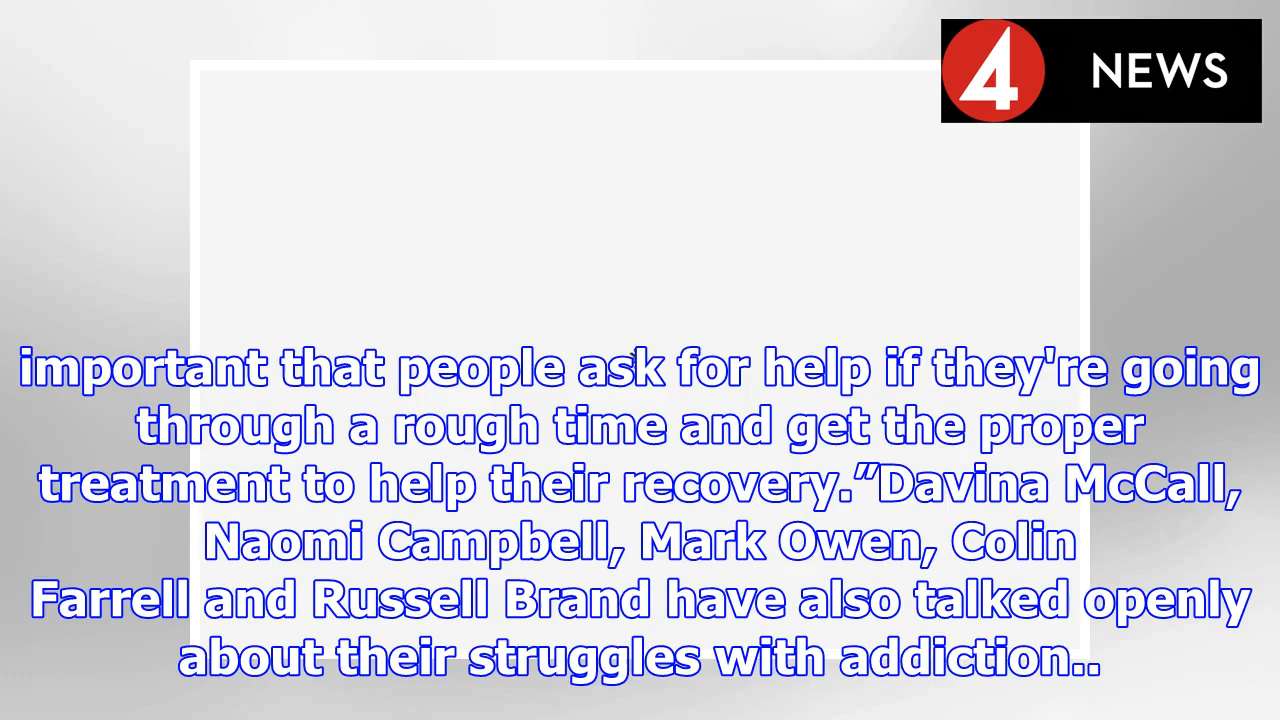 4 NEWS
important that people ask for help if they're going
through a rough time and get the proper
treatment to help their recovery.”Davina McCall,
Naomi Campbell, Mark Owen, Colin
Farrell and Russell Brand have also talked openly
about their struggles with addiction..